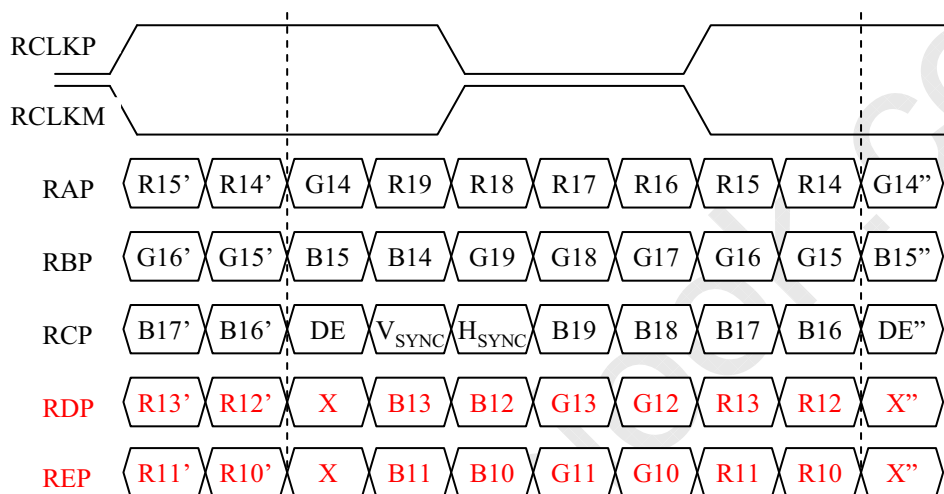 RCLKP
RCLKM
RAP R15’ R14’ G14 R19 R18 R17 R16 R15 R14 G14”
RBP G16’ G15’ B15 B14 G19 G18 G17 G16 G15 B15”
RCP B17’ B16’ DE VSYNC HSYNC B19 B18 B17 B16 DE”
RDP R13’ R12’ X B13 B12 G13 G12 R13 R12 X”
REP R11’ R10’ X B11 B10 G11 G10 R11 R10 X”